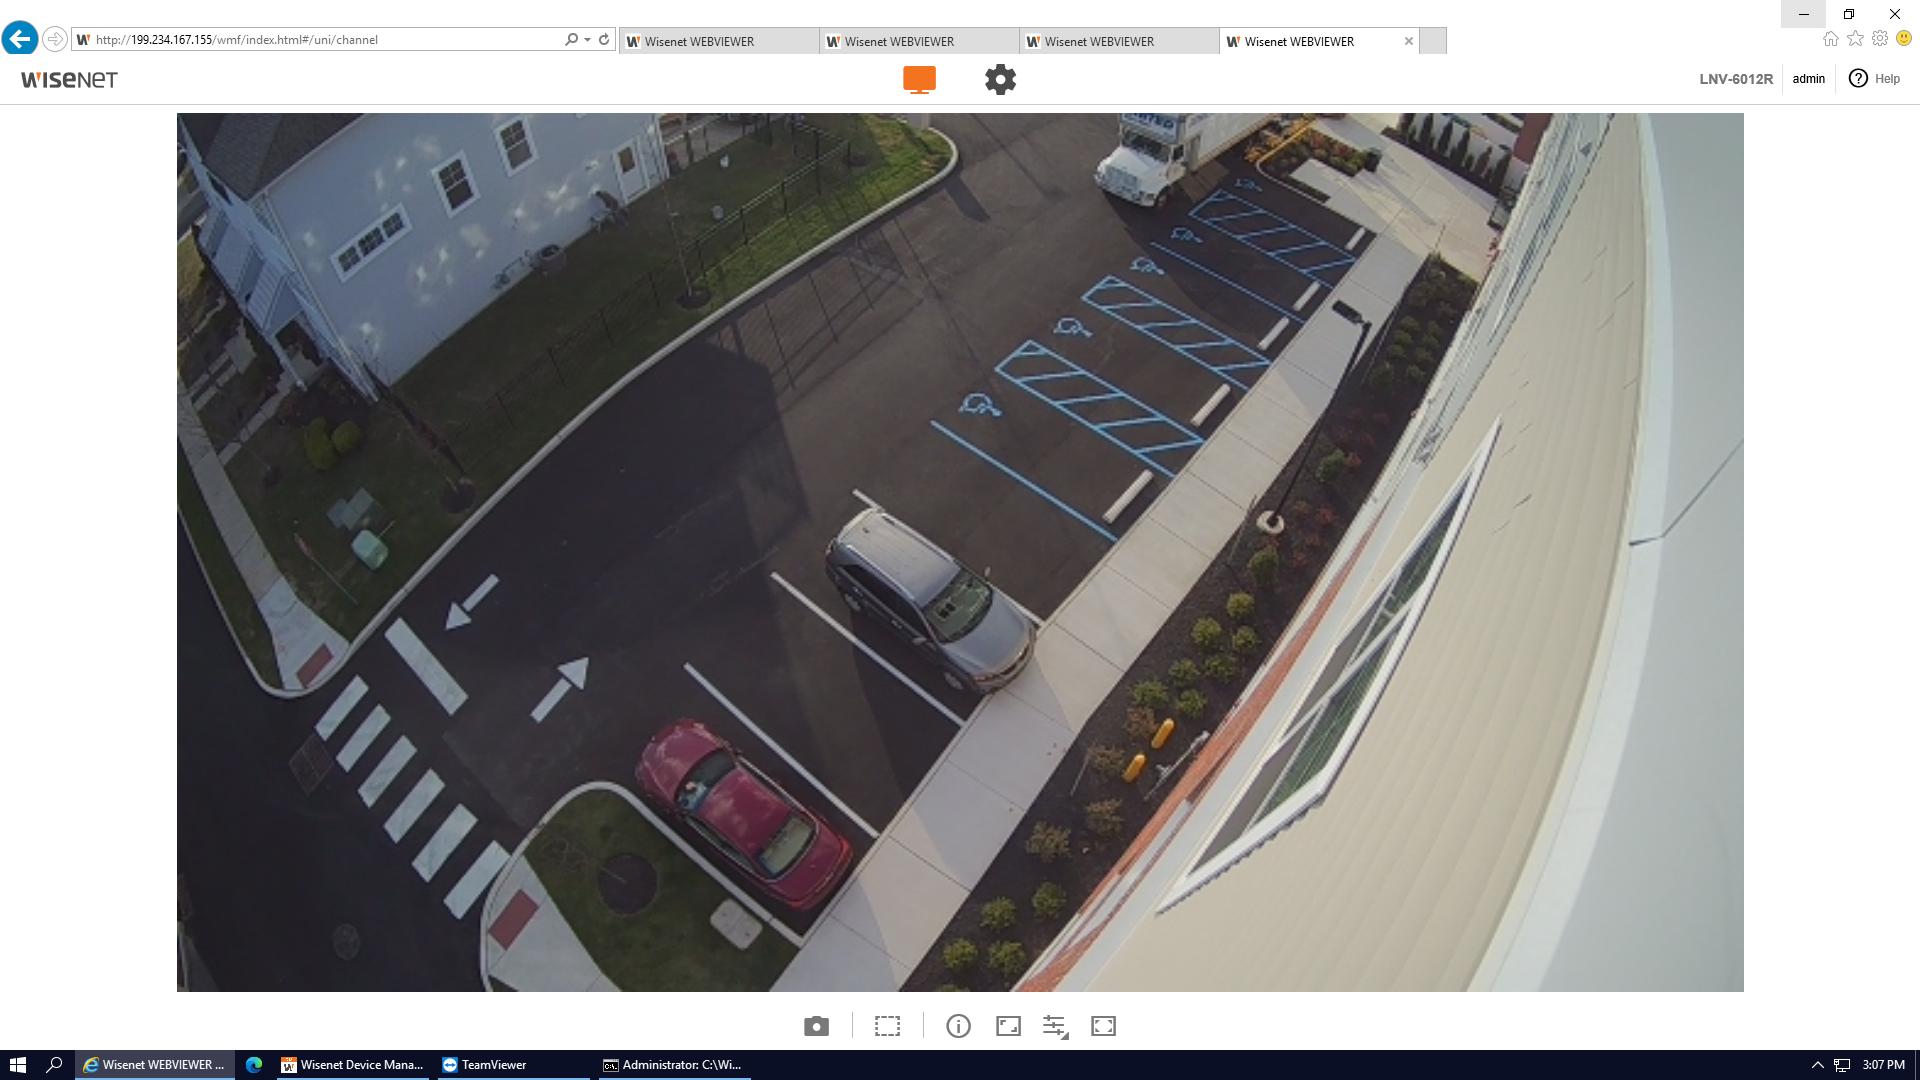 http://199.234.167.155/wmf/index.html#/uni/channel
Wisenet WEBVIEWER
Wisenet WEBVIEWER
Wisenet WEBVIEWER
Wisenet WEBVIEWER
WISENET
LNV-6012R
admin
Help
Wisenet WEBVIEWER ...
Wisenet Device Mana...
TeamViewer
Administrator: C:\Wi...
3:07 PM